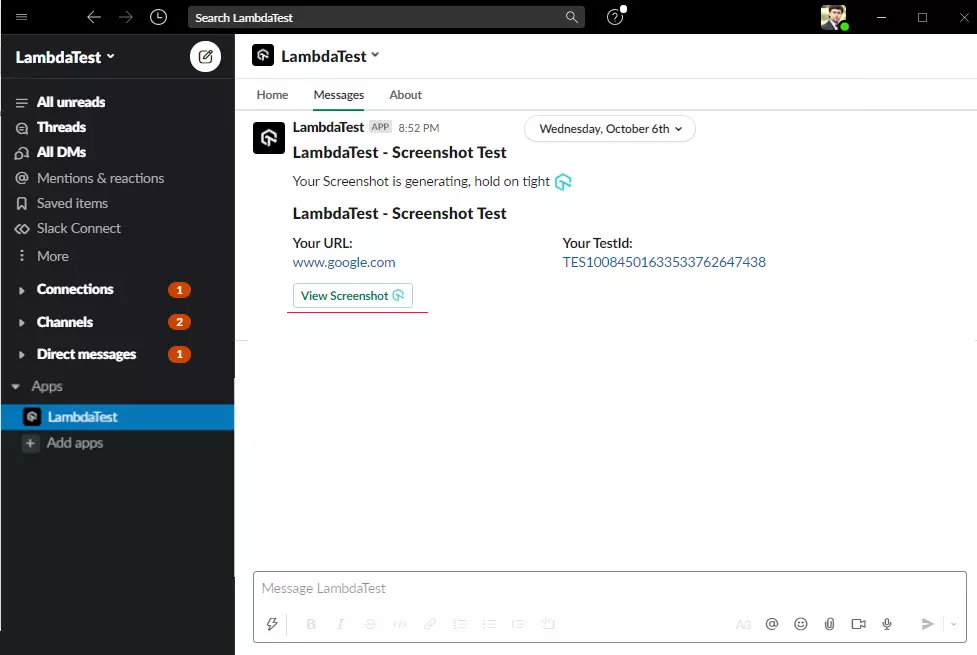 Search LambdaTest
LambdaTest
All unreads
Threads
All DMs
Mentions & reactions
Saved items
Slack Connect
More
Connections 1
Channels 2
Direct messages 1
Apps
LambdaTest
+ Add apps
LambdaTest
Home Messages About
LambdaTest APP 8:52 PM
Wednesday, October 6th
LambdaTest - Screenshot Test
Your Screenshot is generating, hold on tight
LambdaTest - Screenshot Test
Your URL: Your TestId:
www.google.com TES10084501633533762647438
View Screenshot
Message LambdaTest
B I S </> Aa @